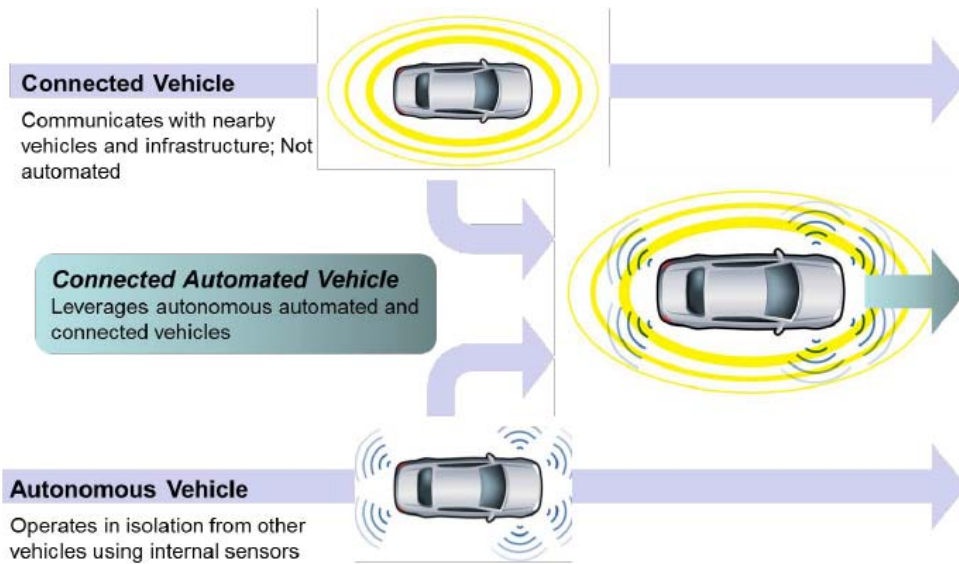 Connected Vehicle
Communicates with nearby
vehicles and infrastructure; Not
automated
Connected Automated Vehicle
Leverages autonomous automated and
connected vehicles
Autonomous Vehicle
Operates in isolation from other
vehicles using internal sensors